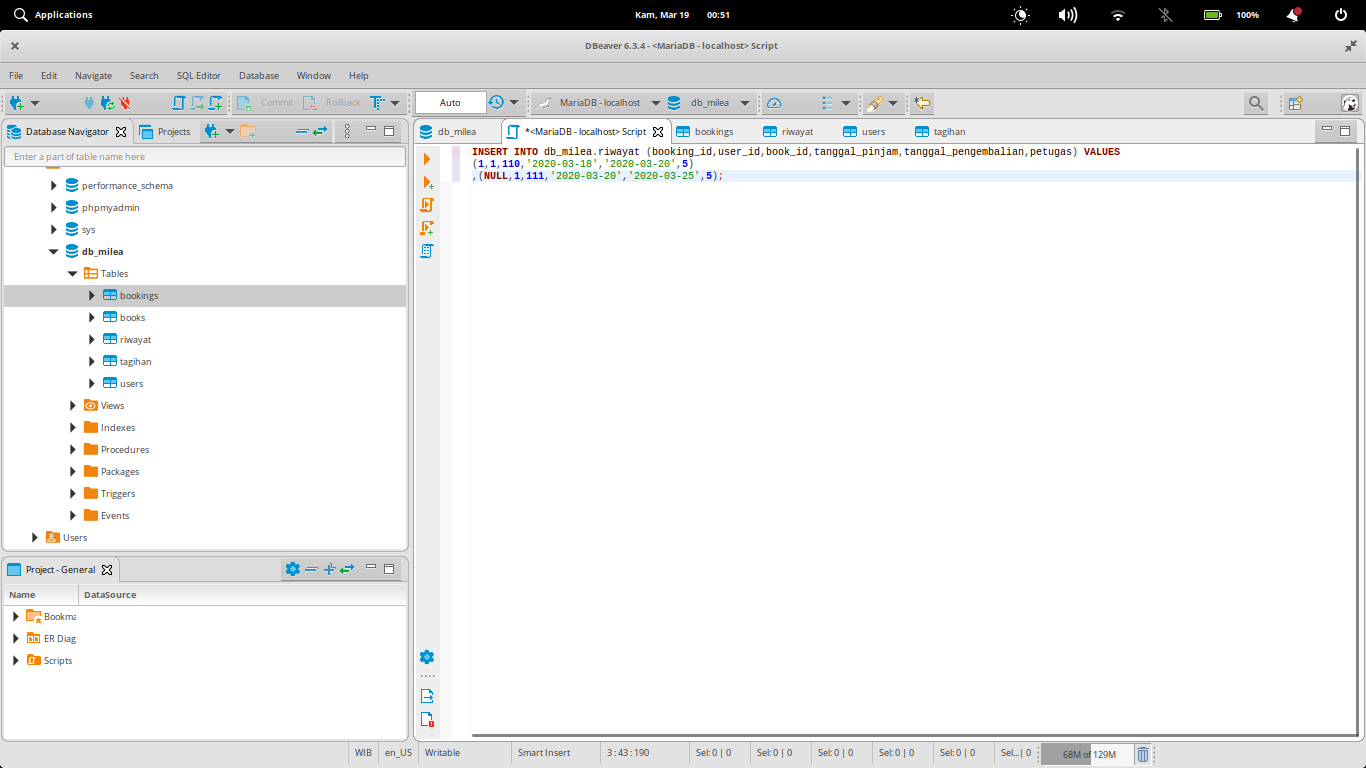 Applications
Kam, Mar 19 00:51
100%
DBeaver 6.3.4 - <MariaDB - localhost> Script
File Edit Navigate Search SQL Editor Database Window Help
Commit Rollback Auto MariaDB - localhost db_milea
Database Navigator Projects
Enter a part of table name here
performance_schema
phpmyadmin
sys
db_milea
Tables
bookings
books
riwayat
tagihan
users
Views
Indexes
Procedures
Packages
Triggers
Events
Users
Project - General
Name DataSource
Bookma
ER Diag
Scripts
db_milea *<MariaDB - localhost> Script bookings riwayat users tagihan
INSERT INTO db_milea.riwayat (booking_id,user_id,book_id,tanggal_pinjam,tanggal_pengembalian,petugas) VALUES
(1,1,110,'2020-03-18','2020-03-20',5)
,(NULL,1,111,'2020-03-20','2020-03-25',5);
WIB en_US Writable Smart Insert 3 : 43 : 190 Sel: 0 | 0 Sel: 0 | 0 Sel: 0 | 0 Sel: 0 | 0 Sel: 0 | 0 Sel...| 0 68M of 129M